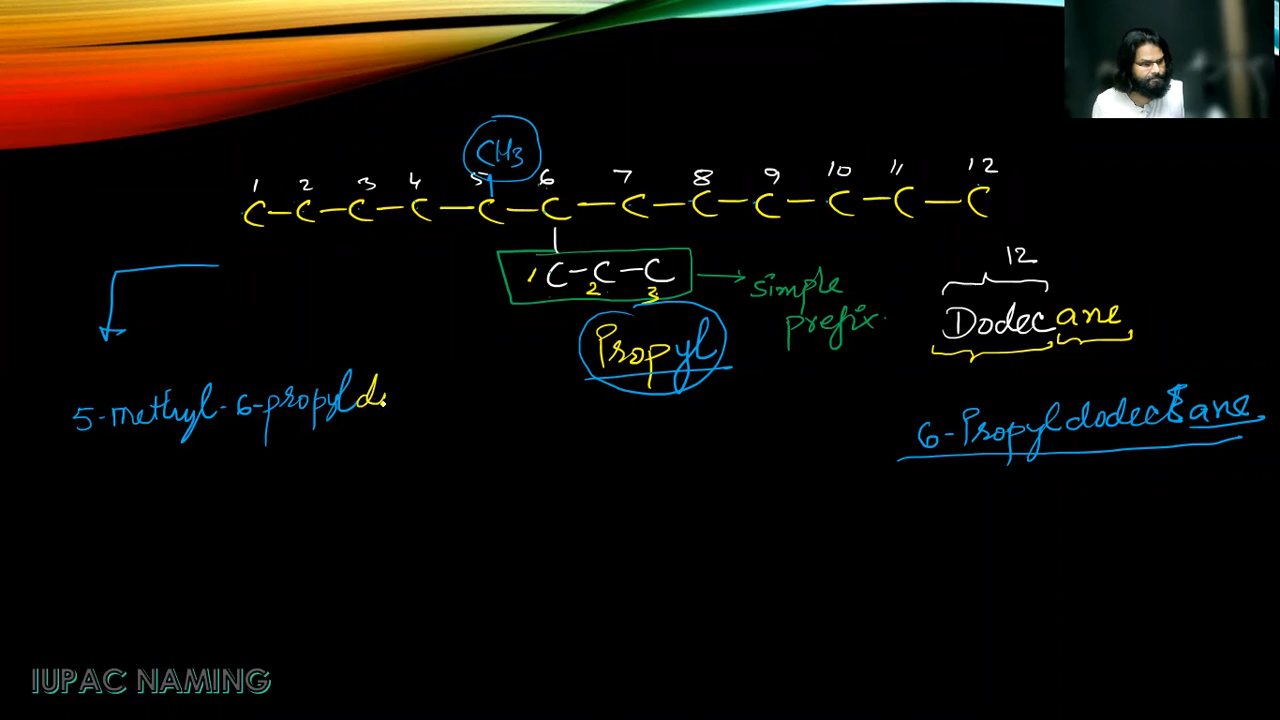 CH3
1 2 3 4 5 6 7 8 9 10 11 12
C-C-C-C-C-C-C-C-C-C-C-C
1C-C-C
2 3
simple
prefix.
12
Dodecane
Propyl
5-methyl-6-propyldo
6-Propyldodecane
IUPAC NAMING